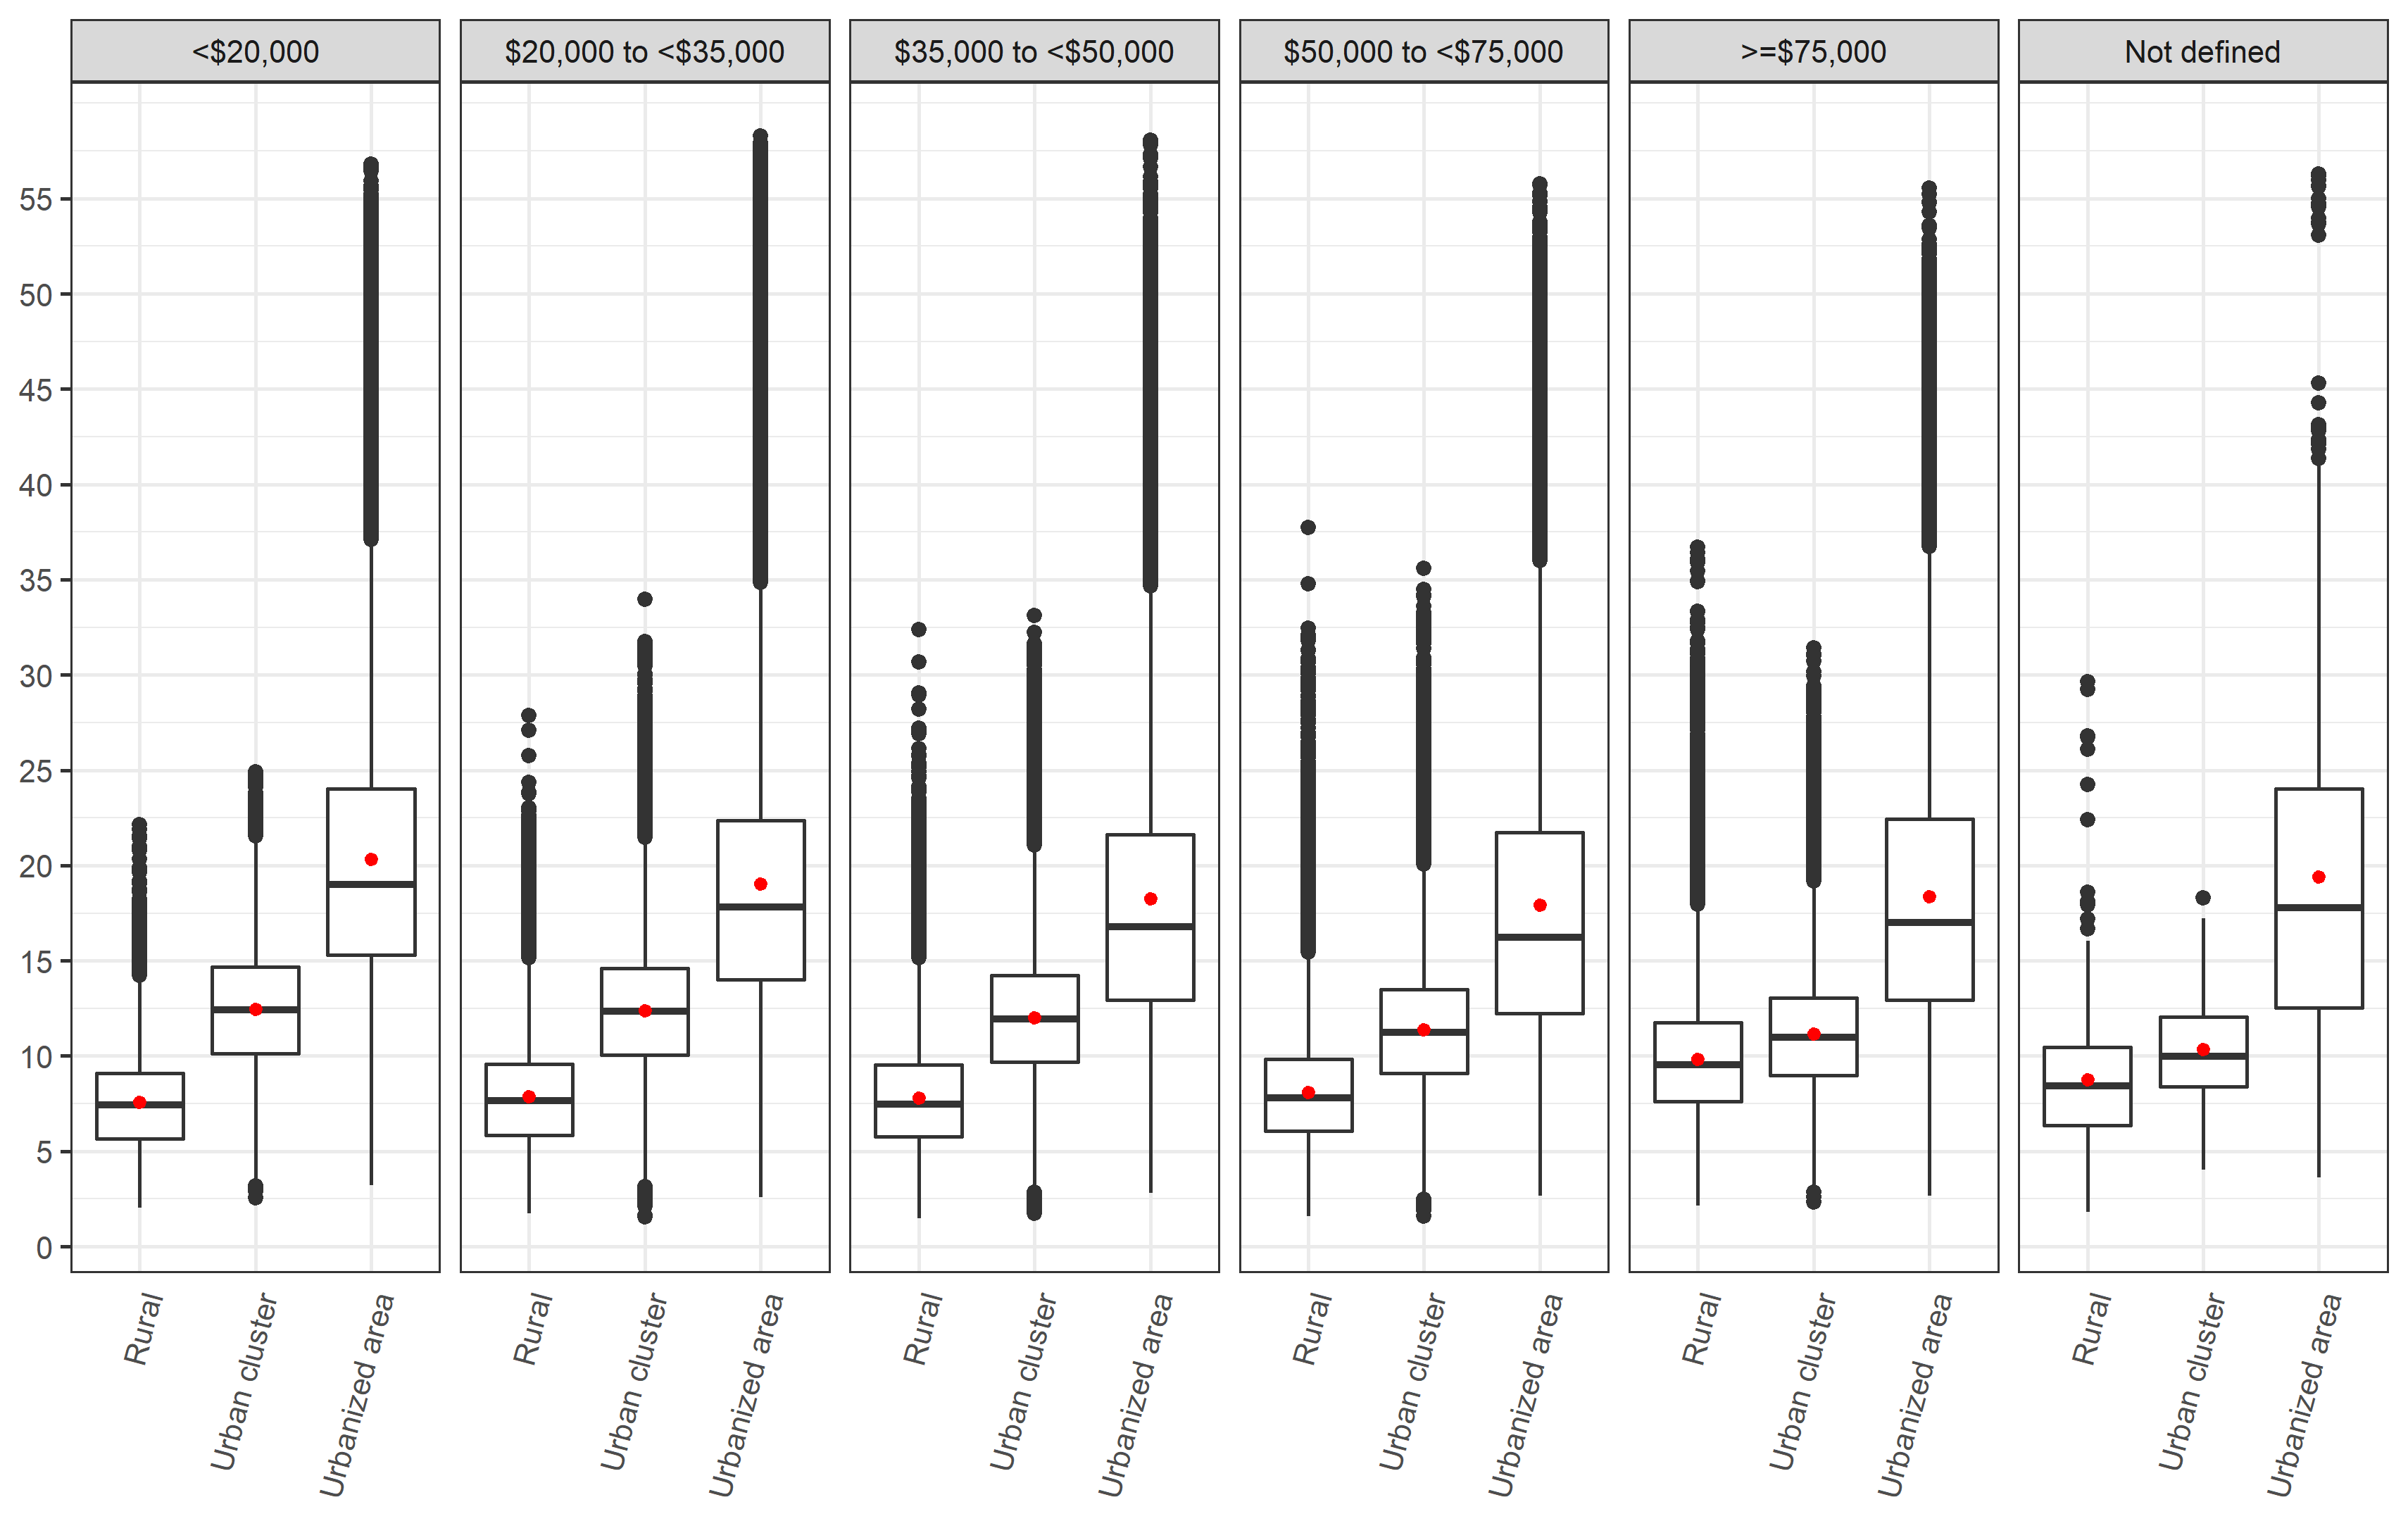 <$20,000
$20,000 to <$35,000
$35,000 to <$50,000
$50,000 to <$75,000
>=$75,000
Not defined
55
50
45
40
35
30
25
20
15
10
5
0
Rural
Urban cluster
Urbanized area
Rural
Urban cluster
Urbanized area
Rural
Urban cluster
Urbanized area
Rural
Urban cluster
Urbanized area
Rural
Urban cluster
Urbanized area
Rural
Urban cluster
Urbanized area